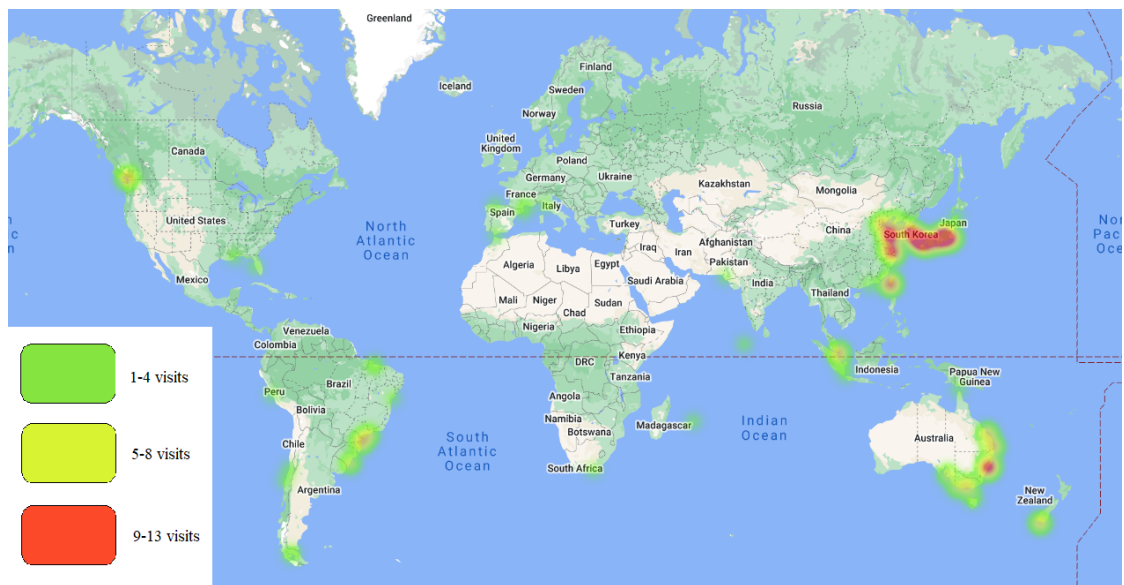 Greenland
Iceland
Finland
Sweden
Norway
Russia
United
Kingdom
Canada
Poland
Germany
Ukraine
France
Kazakhstan
Mongolia
Italy
Spain
United States
North
Atlantic
Ocean
Turkey
China
South Korea
Japan
Iraq
Iran
Afghanistan
Pakistan
Algeria
Libya
Egypt
Saudi Arabia
India
Mexico
Thailand
Mali
Niger
Chad
Sudan
Nigeria
Ethiopia
Venezuela
Colombia
DRC
Kenya
Tanzania
Indonesia
Papua New
Guinea
Peru
Brazil
Bolivia
Angola
Namibia
Botswana
Madagascar
Indian
Ocean
Chile
South
Atlantic
Ocean
Australia
South Africa
Argentina
New
Zealand
1-4 visits
5-8 visits
9-13 visits